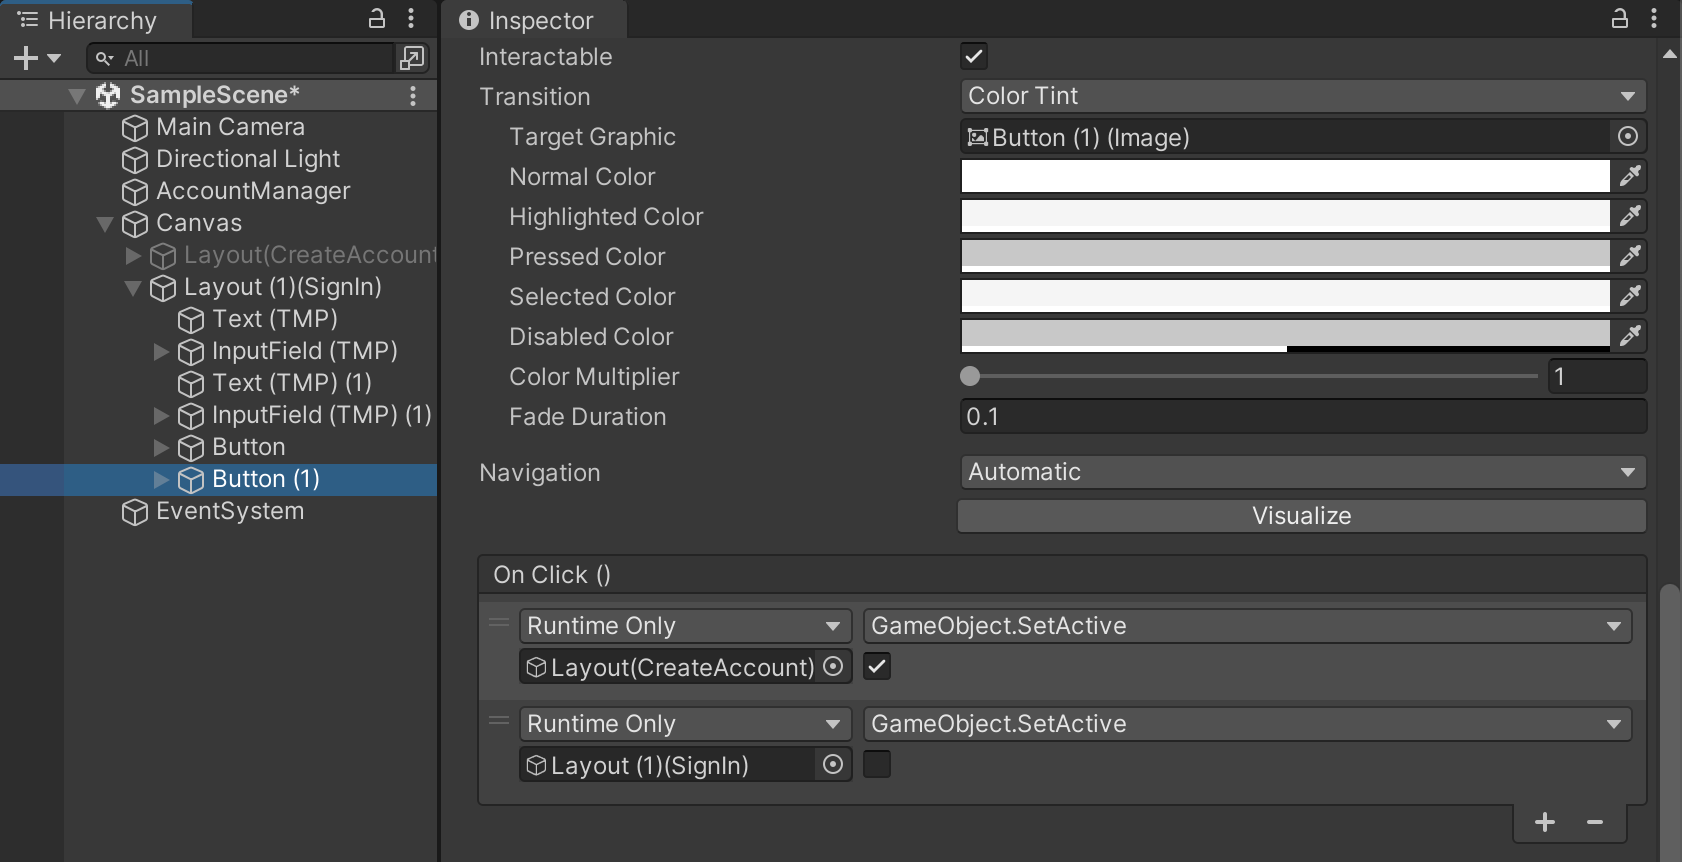 Hierarchy
All
SampleScene*
Main Camera
Directional Light
AccountManager
Canvas
Layout(CreateAccount
Layout (1)(SignIn)
Text (TMP)
InputField (TMP)
Text (TMP) (1)
InputField (TMP) (1)
Button
Button (1)
EventSystem
Inspector
Interactable
Transition Color Tint
Target Graphic Button (1) (Image)
Normal Color
Highlighted Color
Pressed Color
Selected Color
Disabled Color
Color Multiplier 1
Fade Duration 0.1
Navigation Automatic
Visualize
On Click ()
Runtime Only GameObject.SetActive
Layout(CreateAccount)
Runtime Only GameObject.SetActive
Layout (1)(SignIn)